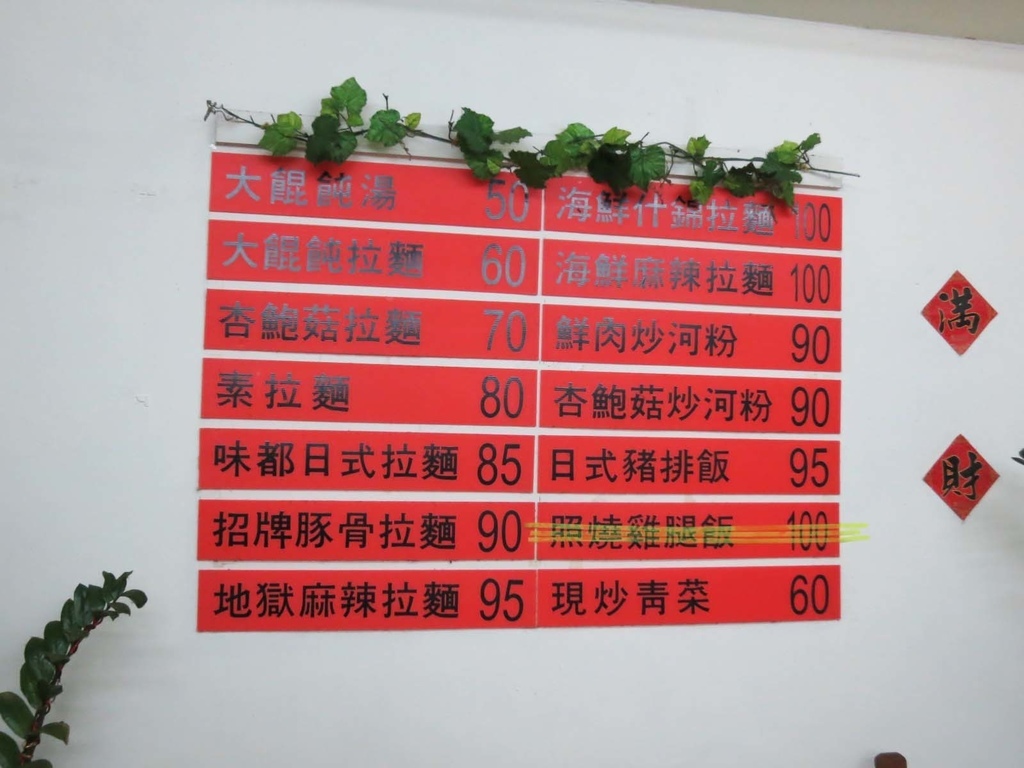 大餛飩湯 50
大餛飩拉麵 60
杏鮑菇拉麵 70
素拉麵 80
味都日式拉麵 85
招牌豚骨拉麵 90
地獄麻辣拉麵 95
海鮮什錦拉麵 100
海鮮麻辣拉麵 100
鮮肉炒河粉 90
杏鮑菇炒河粉 90
日式豬排飯 95
照燒雞腿飯 100
現炒青菜 60
满
財